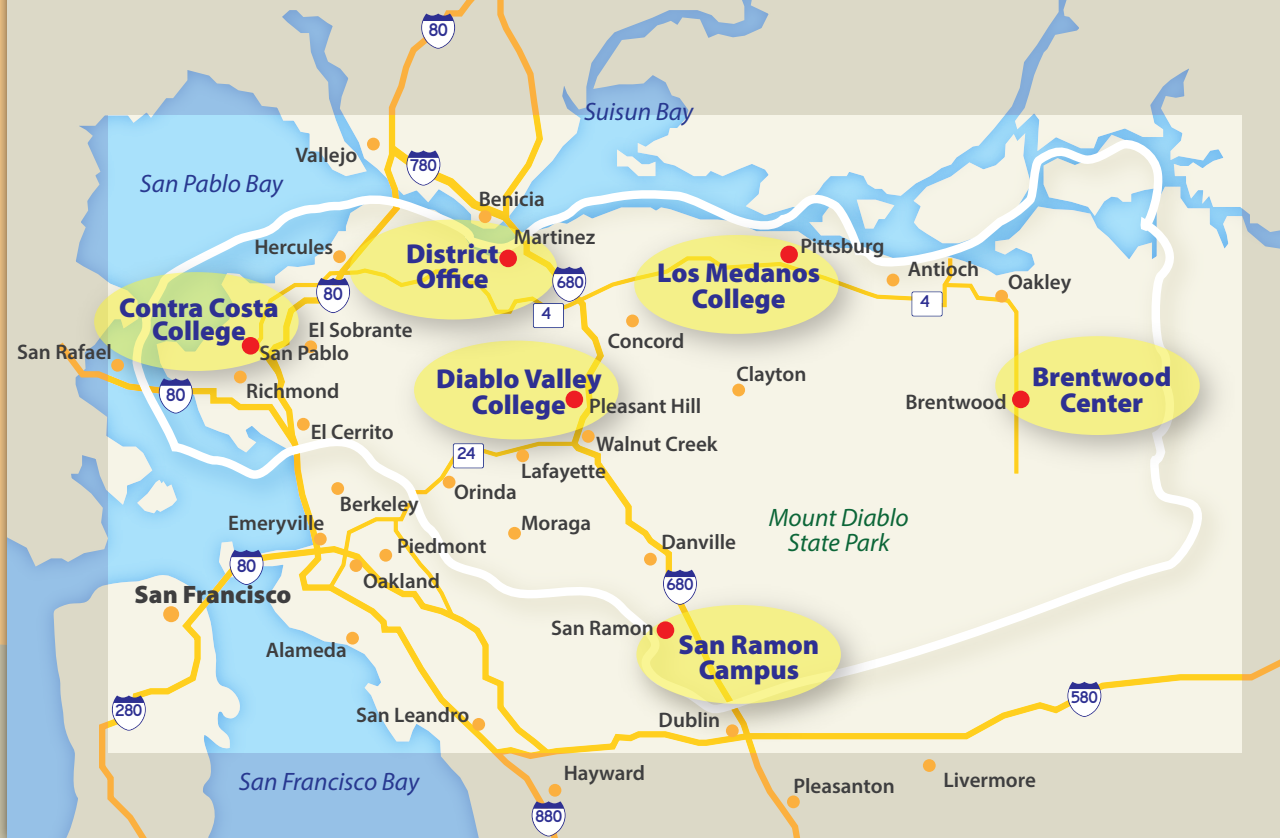 80
Suisun Bay
Vallejo
780
San Pablo Bay
Benicia
Hercules
Martinez
District
Office
Pittsburg
Los Medanos
College
Antioch
Oakley
680
80
4
4
Contra Costa
College
El Sobrante
San Rafael
San Pablo
Concord
Clayton
Diablo Valley
College
Pleasant Hill
Brentwood
Brentwood
Center
80
Richmond
El Cerrito
Walnut Creek
24
Lafayette
Orinda
Berkeley
Moraga
Emeryville
Piedmont
Danville
Mount Diablo
State Park
80
Oakland
680
San Francisco
San Ramon
San Ramon
Campus
Alameda
280
San Leandro
Dublin
580
San Francisco Bay
Hayward
Pleasanton
Livermore
880